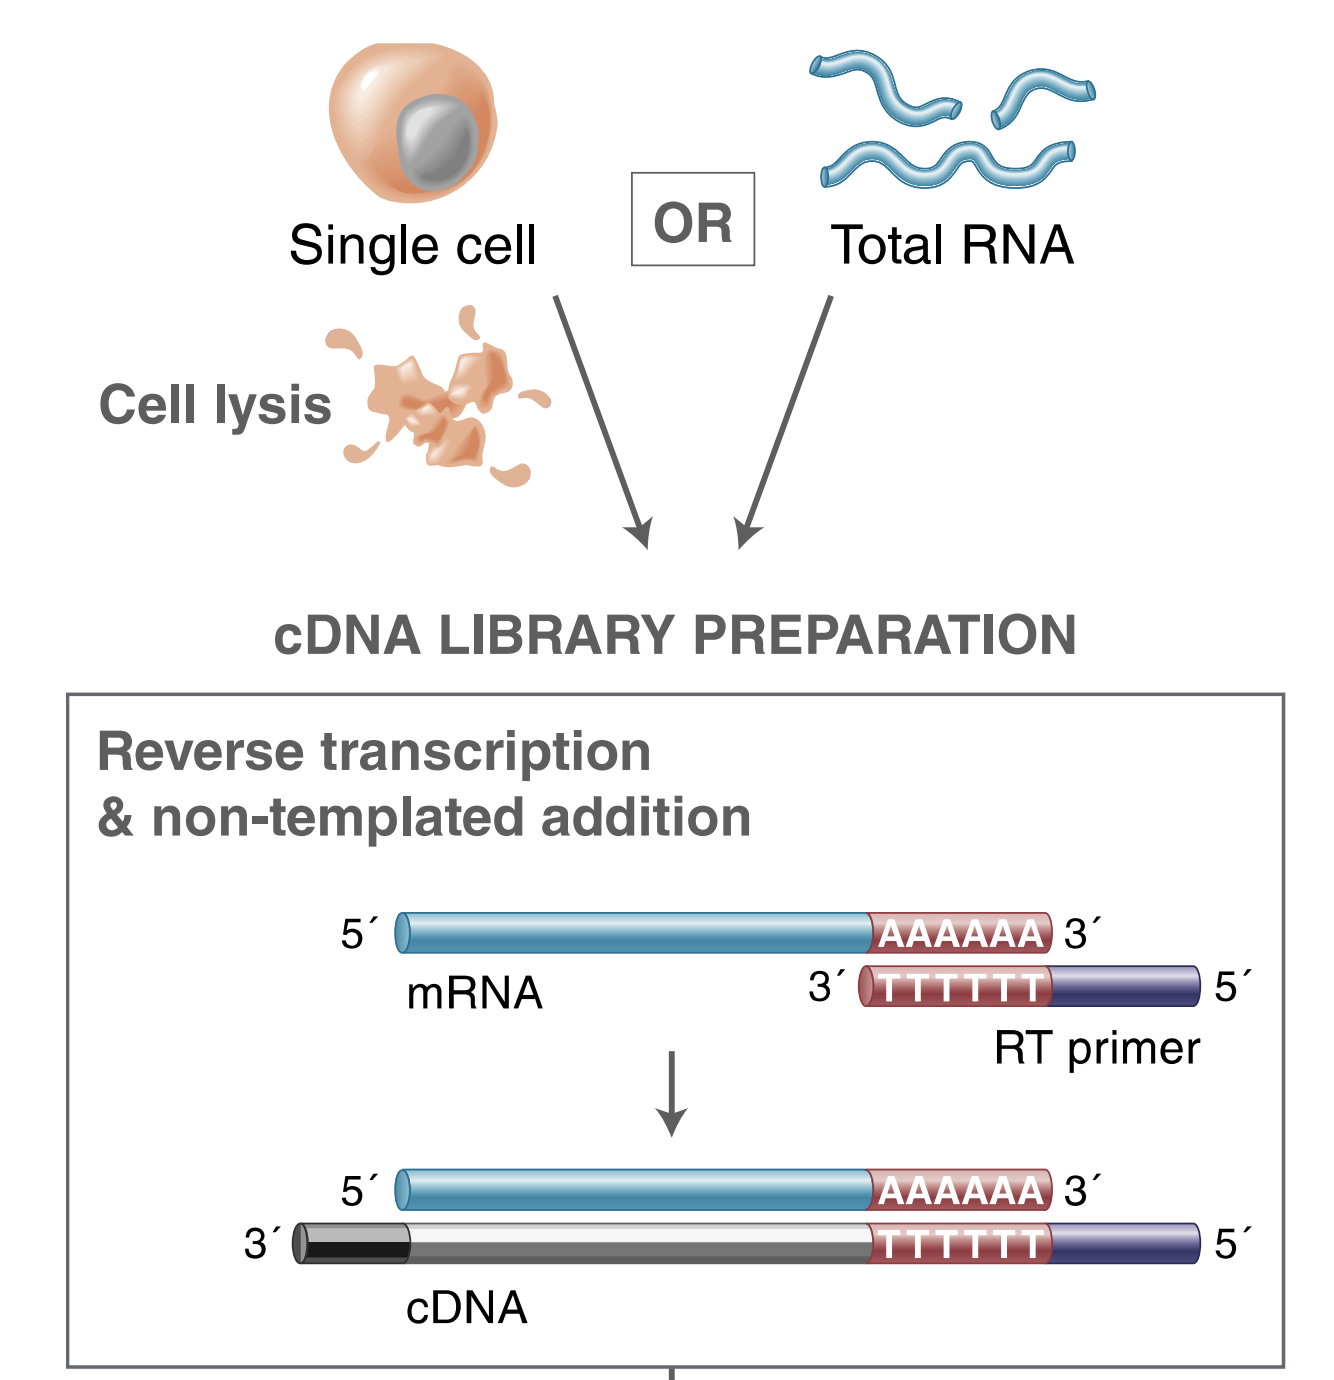 Single cell
OR
Total RNA
Cell lysis
cDNA LIBRARY PREPARATION
Reverse transcription
& non-templated addition
5´ AAAAAA 3´
mRNA
3´ TTTTTT 5´
RT primer
5´ AAAAAA 3´
3´ TTTTTT 5´
cDNA